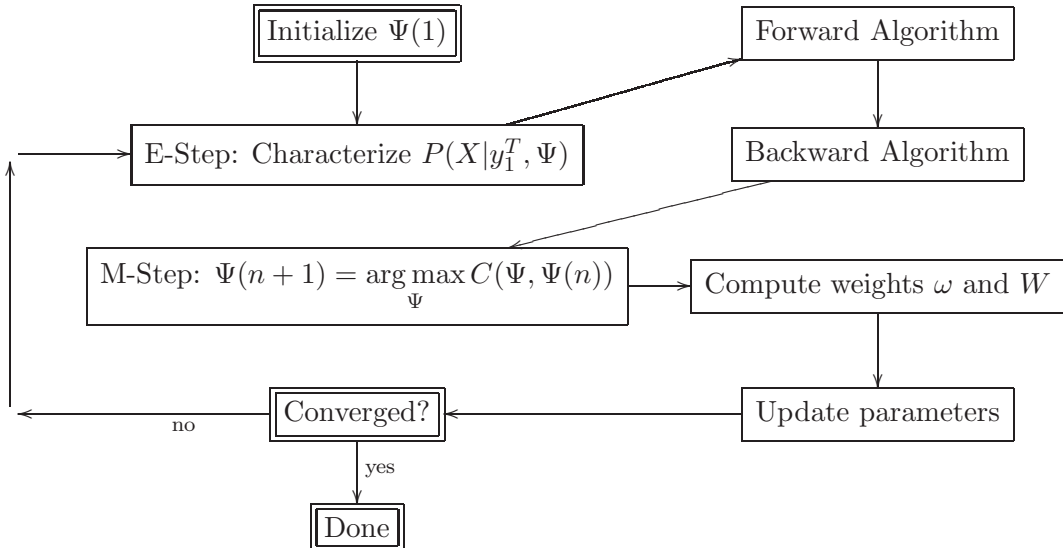 Initialize Ψ(1)
Forward Algorithm
E-Step: Characterize P(X|y_1^T, Ψ)
Backward Algorithm
M-Step: Ψ(n + 1) = arg max C(Ψ, Ψ(n))
Ψ
Compute weights ω and W
Converged?
Update parameters
no
yes
Done